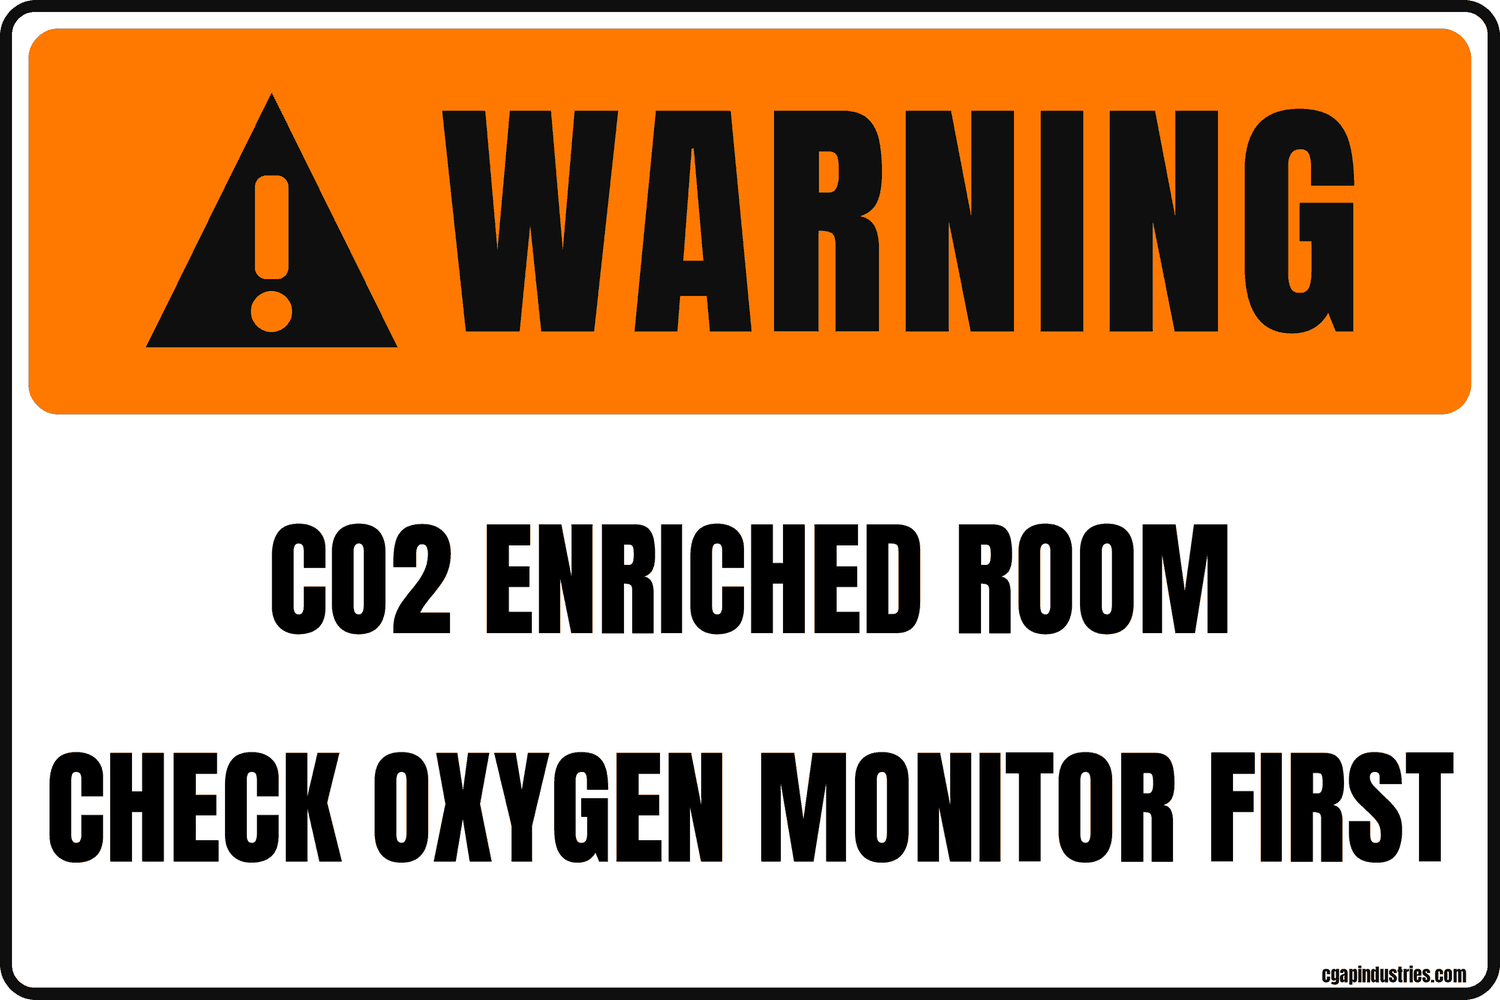 WARNING
CO2 ENRICHED ROOM
CHECK OXYGEN MONITOR FIRST
cgapindustries.com